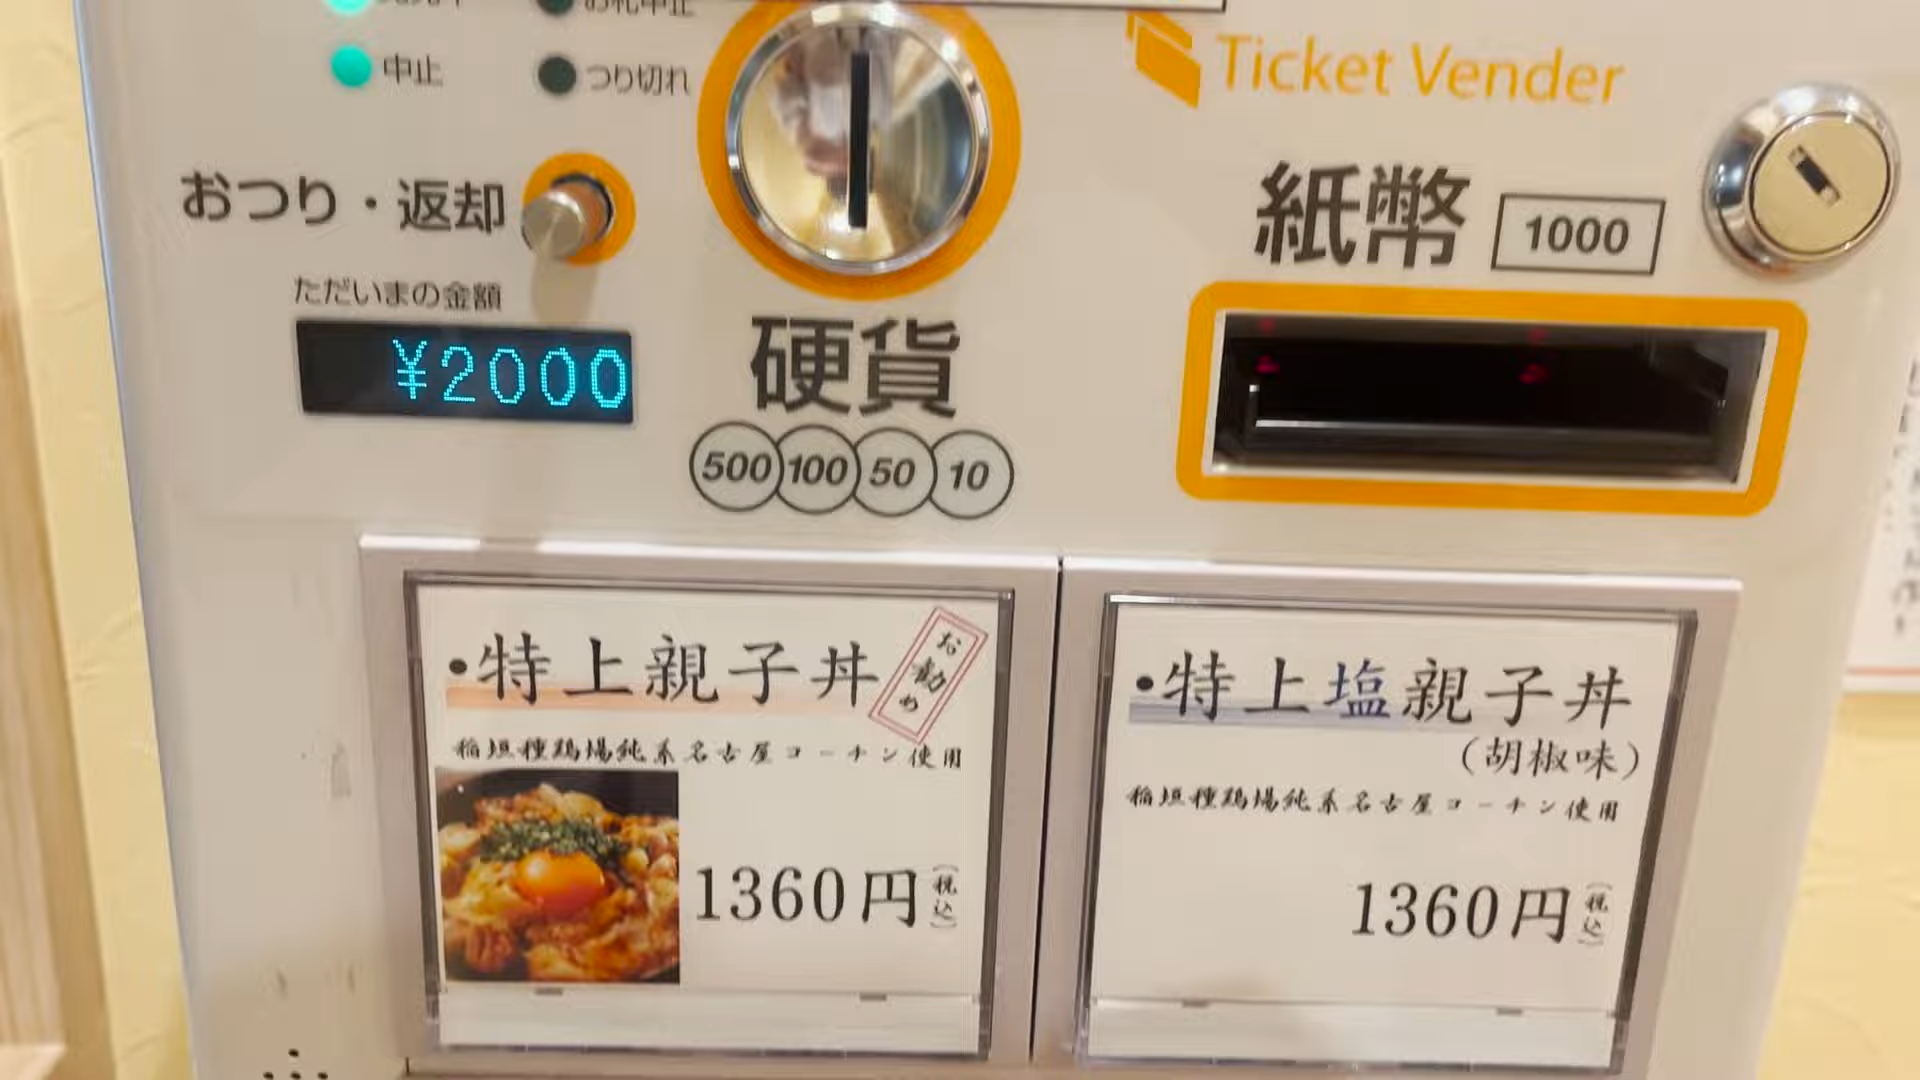 中止
つり切れ
Ticket Vender
おつり・返却
紙幣
1000
ただいまの金額
¥2000
硬貨
500 100 50 10
・特上親子丼
お勧め
稲垣種鶏場純系名古屋コーチン使用
1360円(税込)
・特上塩親子丼
(胡椒味)
稲垣種鶏場純系名古屋コーチン使用
1360円(税込)